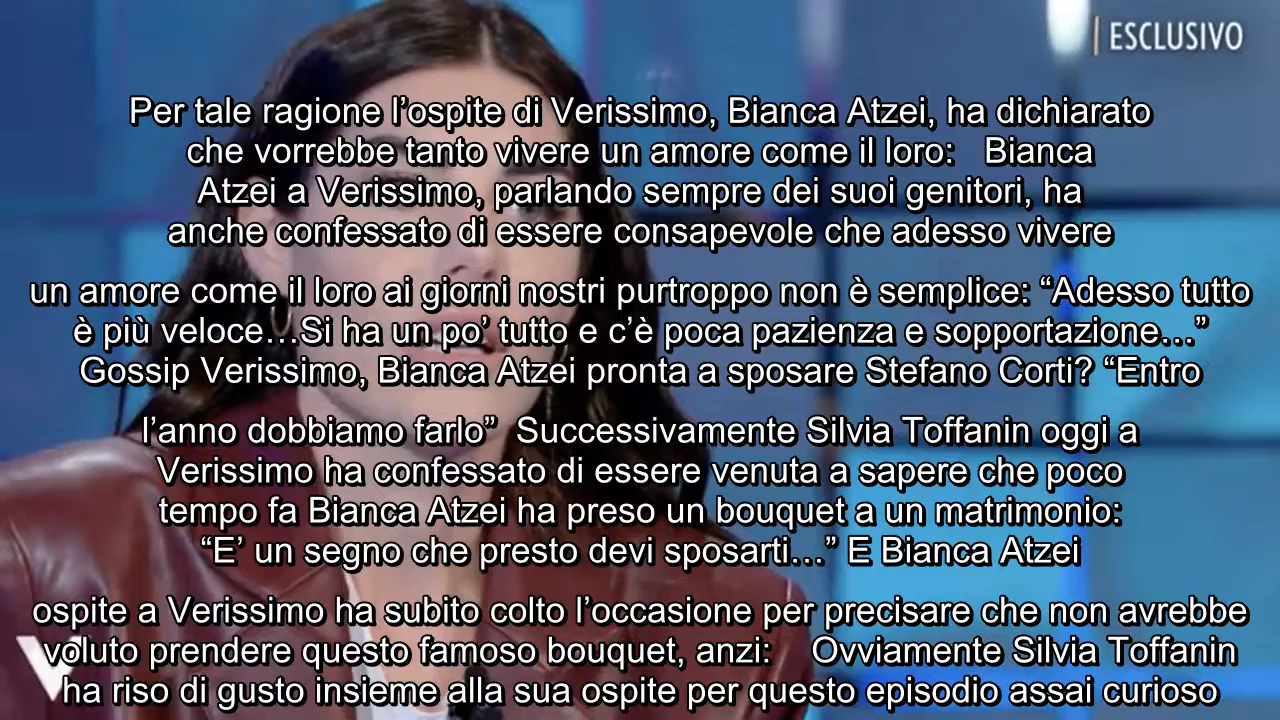 ESCLUSIVO
Per tale ragione l’ospite di Verissimo, Bianca Atzei, ha dichiarato
che vorrebbe tanto vivere un amore come il loro: Bianca
Atzei a Verissimo, parlando sempre dei suoi genitori, ha
anche confessato di essere consapevole che adesso vivere
un amore come il loro ai giorni nostri purtroppo non è semplice: “Adesso tutto
è più veloce…Si ha un po’ tutto e c’è poca pazienza e sopportazione…”
Gossip Verissimo, Bianca Atzei pronta a sposare Stefano Corti? “Entro
l’anno dobbiamo farlo” Successivamente Silvia Toffanin oggi a
Verissimo ha confessato di essere venuta a sapere che poco
tempo fa Bianca Atzei ha preso un bouquet a un matrimonio:
“E’ un segno che presto devi sposarti…” E Bianca Atzei
ospite a Verissimo ha subito colto l’occasione per precisare che non avrebbe
voluto prendere questo famoso bouquet, anzi: Ovviamente Silvia Toffanin
ha riso di gusto insieme alla sua ospite per questo episodio assai curioso